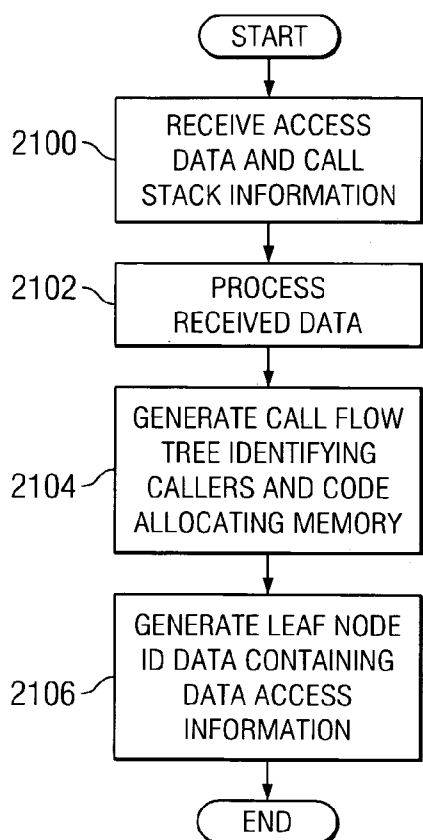 START
2100
RECEIVE ACCESS
DATA AND CALL
STACK INFORMATION
2102
PROCESS
RECEIVED DATA
2104
GENERATE CALL FLOW
TREE IDENTIFYING
CALLERS AND CODE
ALLOCATING MEMORY
2106
GENERATE LEAF NODE
ID DATA CONTAINING
DATA ACCESS
INFORMATION
END